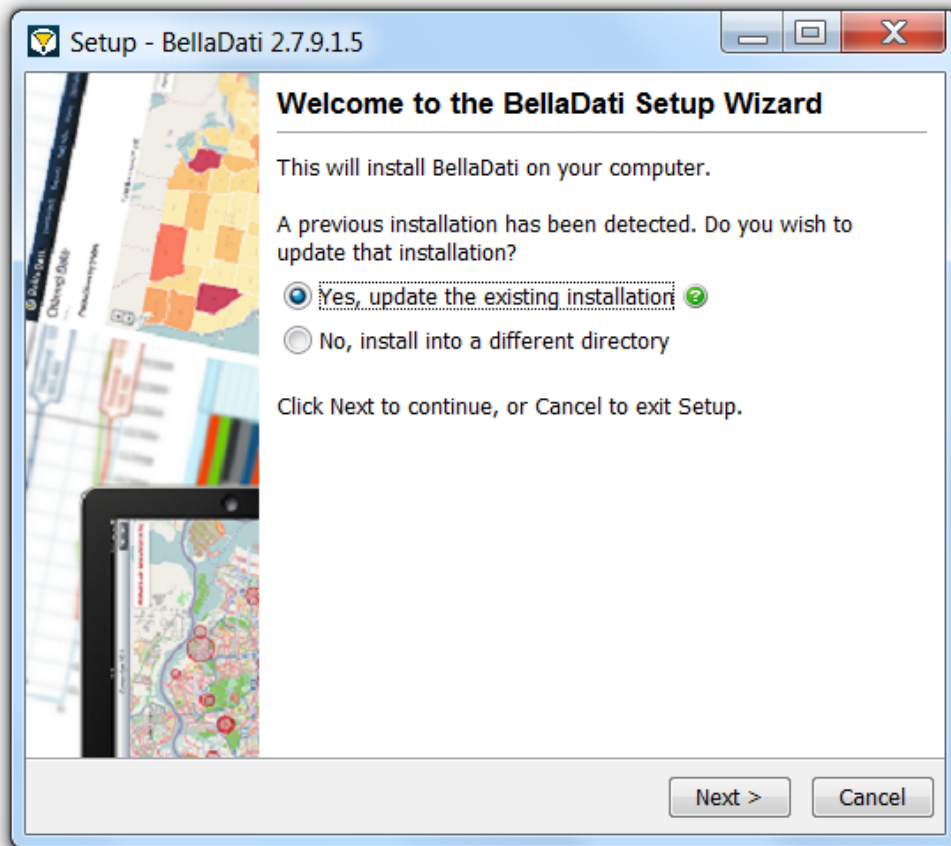 Setup - BellaDati 2.7.9.1.5
Welcome to the BellaDati Setup Wizard
This will install BellaDati on your computer.
A previous installation has been detected. Do you wish to
update that installation?
Yes, update the existing installation
No, install into a different directory
Click Next to continue, or Cancel to exit Setup.
Next >
Cancel